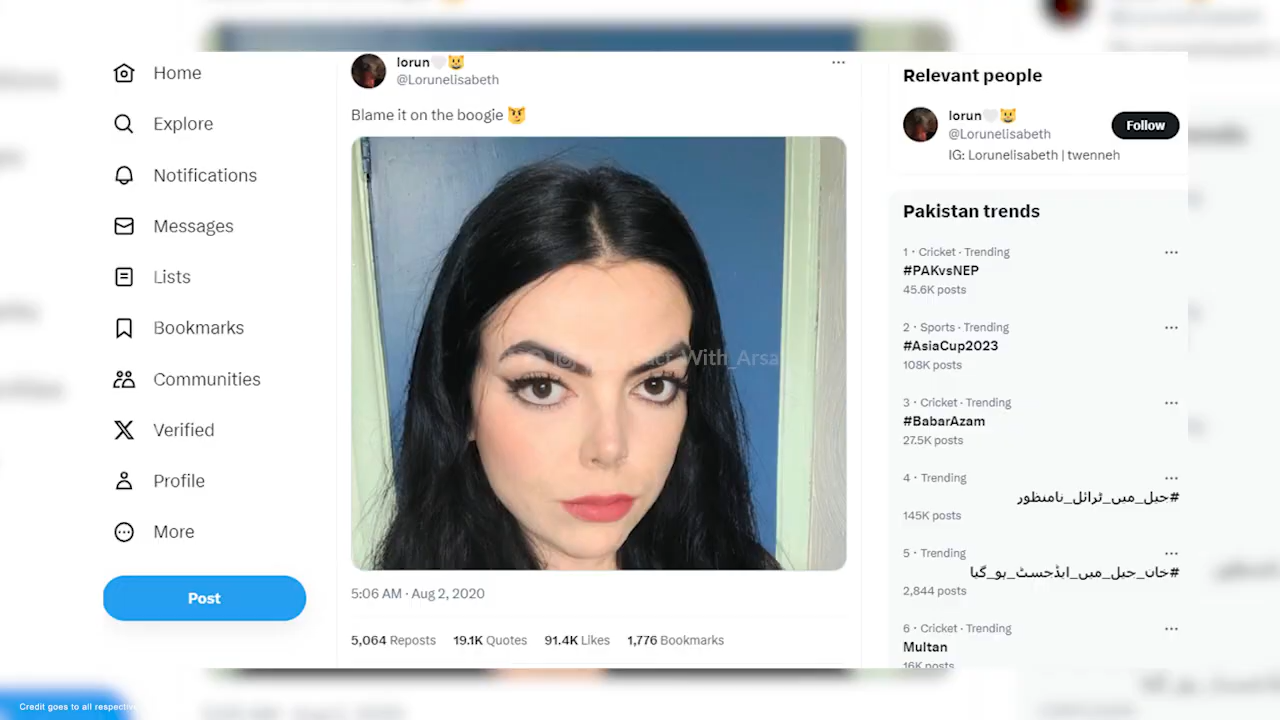 Home
Explore
Notifications
Messages
Lists
Bookmarks
Communities
Verified
Profile
More
Post
lorun🤍😺
@Lorunelisabeth
Blame it on the boogie 😼
With_Arsa
5:06 AM · Aug 2, 2020
5,064 Reposts 19.1K Quotes 91.4K Likes 1,776 Bookmarks
Relevant people
lorun🤍😺
@Lorunelisabeth
Follow
IG: Lorunelisabeth | twenneh
Pakistan trends
1 · Cricket · Trending
#PAKvsNEP
45.6K posts
2 · Sports · Trending
#AsiaCup2023
108K posts
3 · Cricket · Trending
#BabarAzam
27.5K posts
4 · Trending
#جیل_میں_ٹرائل_نامنظور
145K posts
5 · Trending
#خان_جیل_میں_ایڈجسٹ_ہو_گیا
2,844 posts
6 · Cricket · Trending
Multan
16K posts
Credit goes to all respective